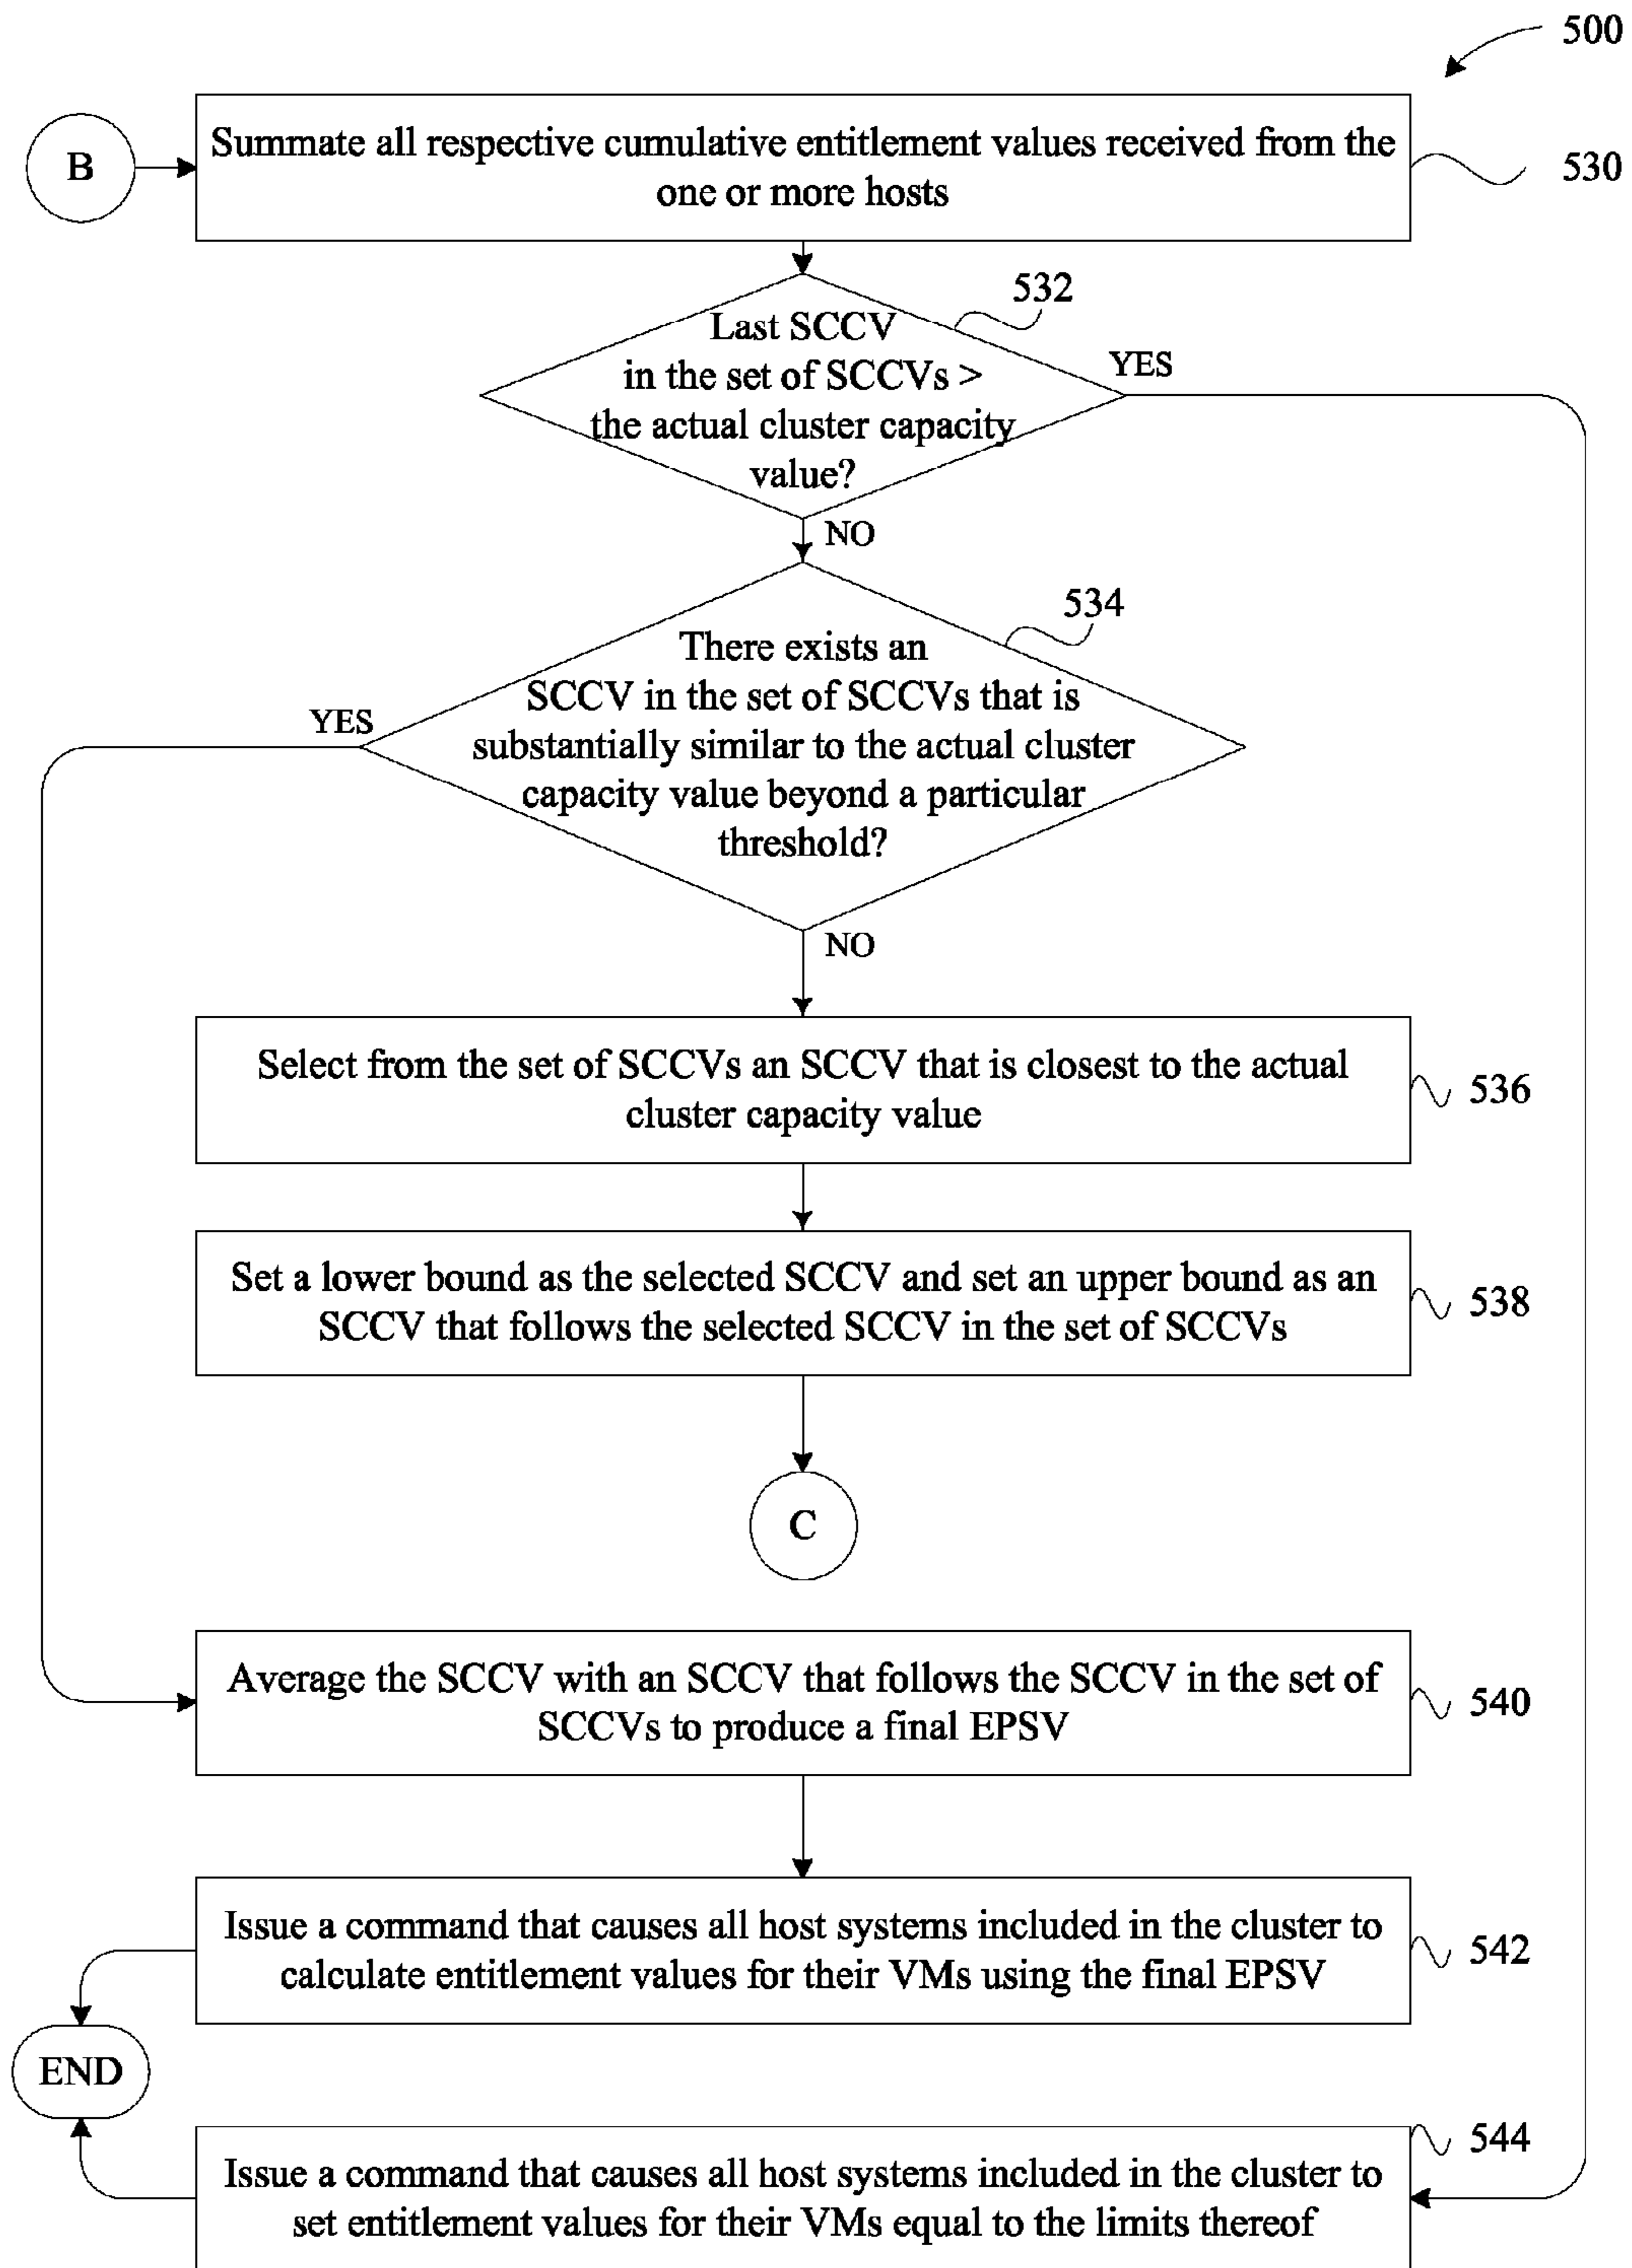 500
B
Summate all respective cumulative entitlement values received from the
one or more hosts
530
532
Last SCCV
in the set of SCCVs >
the actual cluster capacity
value?
YES
NO
534
There exists an
SCCV in the set of SCCVs that is
substantially similar to the actual cluster
capacity value beyond a particular
threshold?
YES
NO
Select from the set of SCCVs an SCCV that is closest to the actual
cluster capacity value
536
Set a lower bound as the selected SCCV and set an upper bound as an
SCCV that follows the selected SCCV in the set of SCCVs
538
C
Average the SCCV with an SCCV that follows the SCCV in the set of
SCCVs to produce a final EPSV
540
Issue a command that causes all host systems included in the cluster to
calculate entitlement values for their VMs using the final EPSV
542
END
544
Issue a command that causes all host systems included in the cluster to
set entitlement values for their VMs equal to the limits thereof